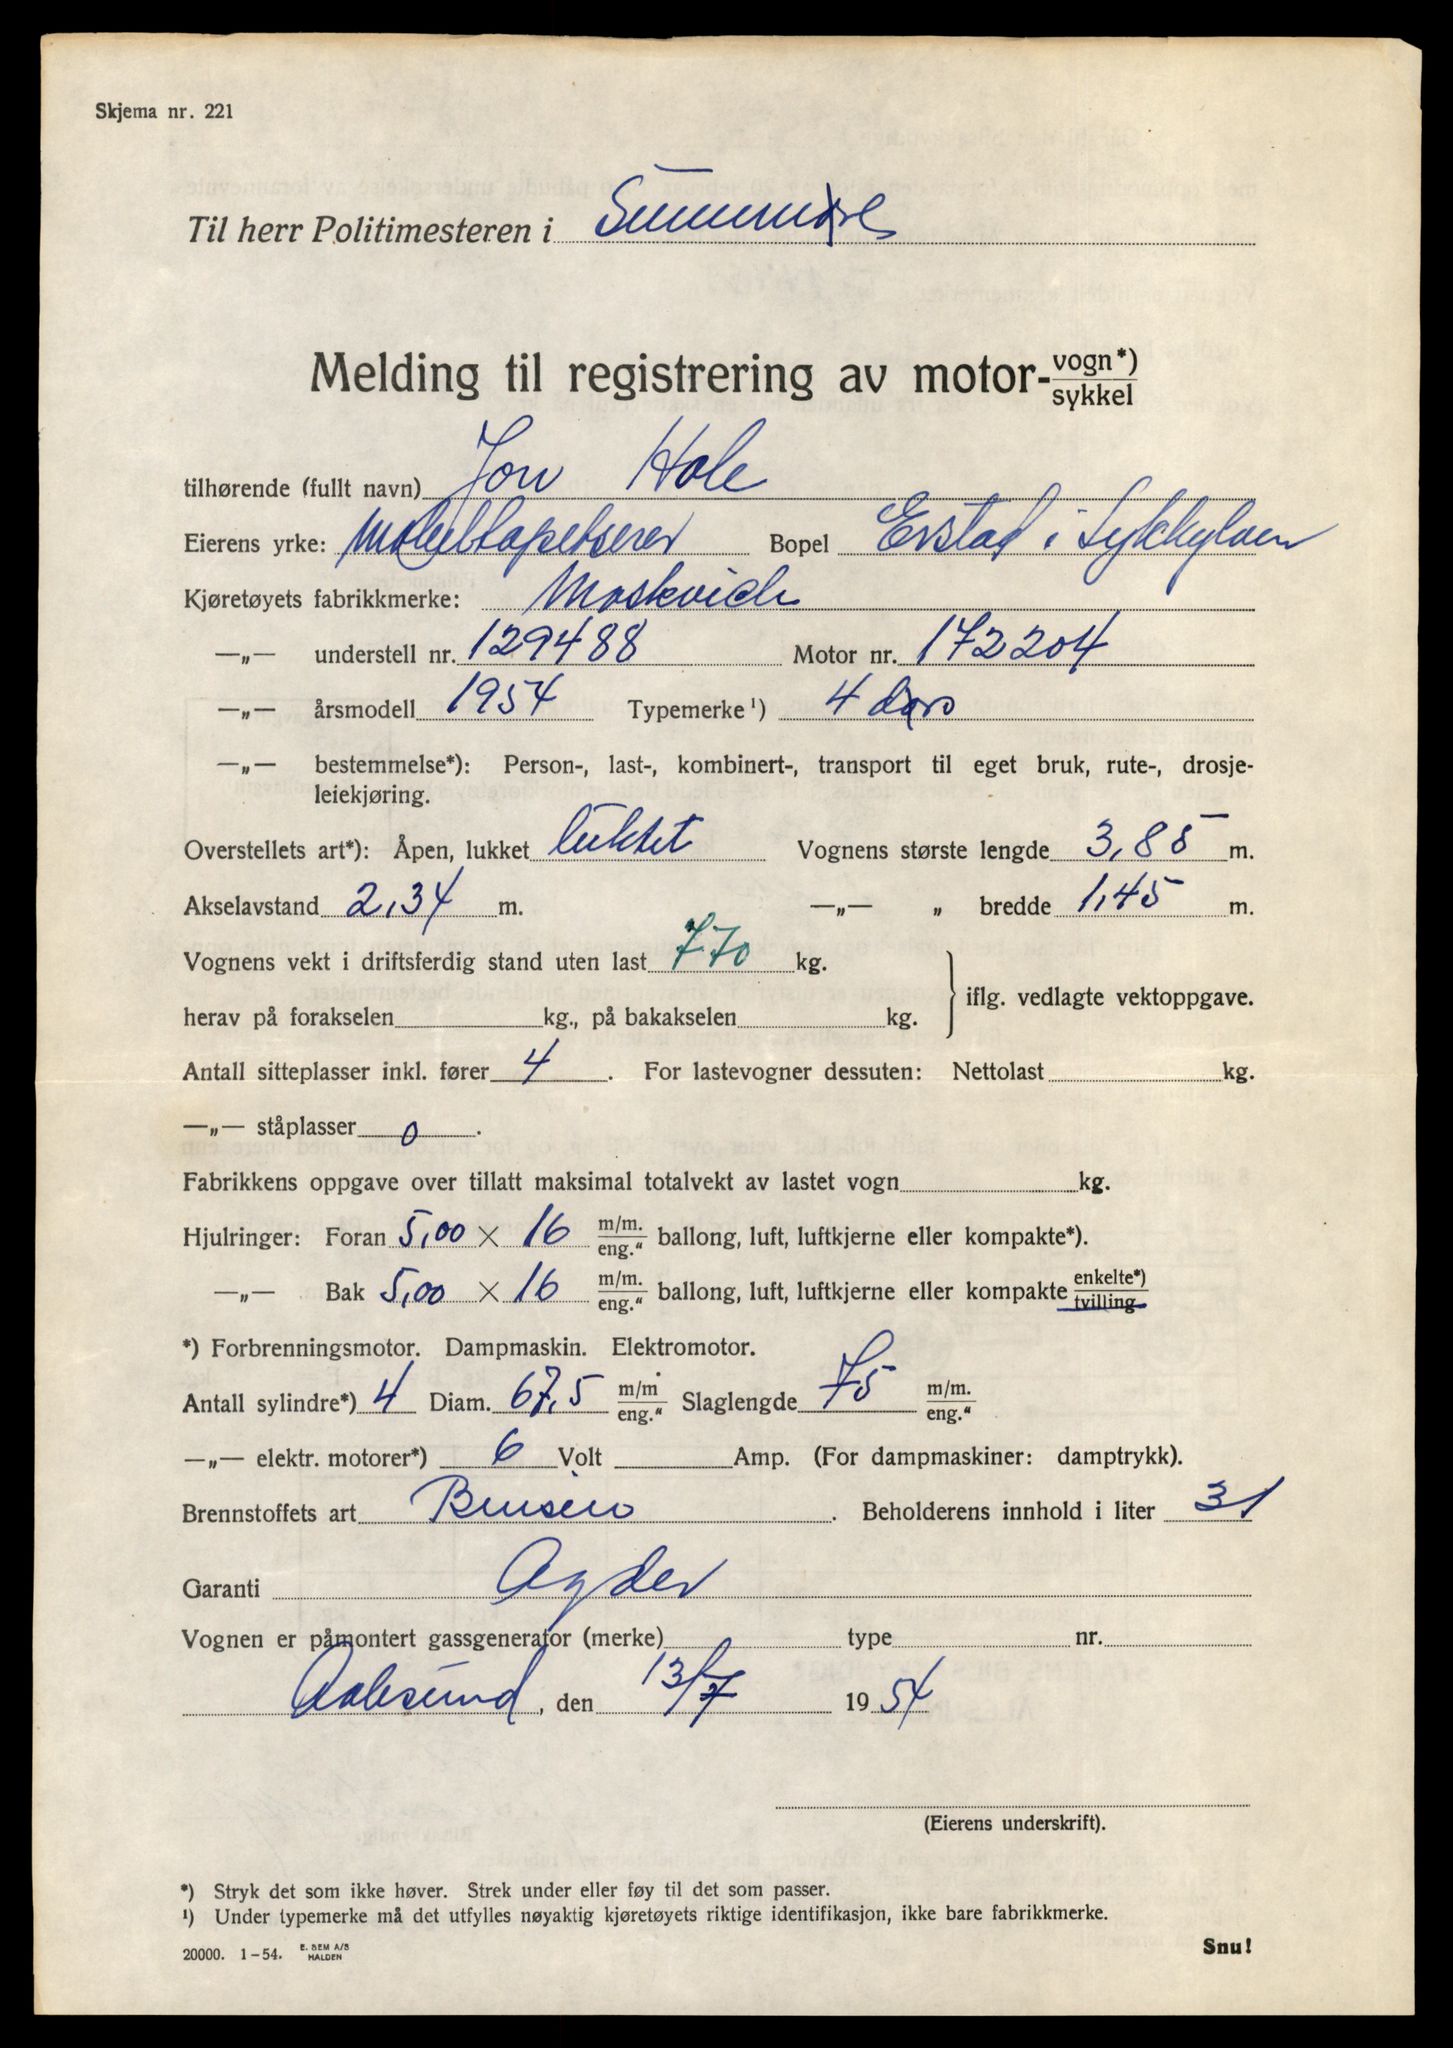 Skjema nr. 221
Til herr Politimesteren i Sunnmøre
Melding til registrering av motor-vogn*)
sykkel
tilhørende (fullt navn) Jon Hole
Eierens yrke: Møbeltapetserer Bopel Erstad i Sykkylven
Kjøretøyets fabrikkmerke: Moskvich
—„— understell nr. 129488 Motor nr. 172204
—„— årsmodell 1954 Typemerke¹) 4 dørs
—„— bestemmelse*): Person-, last-, kombinert-, transport til eget bruk, rute-, drosje-
leiekjøring.
Overstellets art*): Åpen, lukket lukket Vognens største lengde 3,85 m.
Akselavstand 2,34 m. —„— „ bredde 1,45 m.
Vognens vekt i driftsferdig stand uten last 770 kg.
iflg. vedlagte vektoppgave.
herav på forakselen kg., på bakakselen kg.
Antall sitteplasser inkl. fører 4. For lastevogner dessuten: Nettolast kg.
—„— ståplasser 0.
Fabrikkens oppgave over tillatt maksimal totalvekt av lastet vogn kg.
Hjulringer: Foran 5,00 × 16 m/m. eng.“ ballong, luft, luftkjerne eller kompakte*).
—„— Bak 5,00 × 16 m/m. eng.“ ballong, luft, luftkjerne eller kompakte enkelte*) tvilling
*) Forbrenningsmotor. Dampmaskin. Elektromotor.
Antall sylindre*) 4 Diam. 67,5 m/m eng.“ Slaglengde 75 m/m. eng.“
—„— elektr. motorer*) 6 Volt Amp. (For dampmaskiner: damptrykk).
Brennstoffets art Bensin. Beholderens innhold i liter 31
Garanti Agder
Vognen er påmontert gassgenerator (merke) type nr.
Aalesund, den 13/7 1954
(Eierens underskrift).
*) Stryk det som ikke høver. Strek under eller føy til det som passer.
¹) Under typemerke må det utfylles nøyaktig kjøretøyets riktige identifikasjon, ikke bare fabrikkmerke.
20000. 1-54. E. SEM A/S HALDEN Snu!